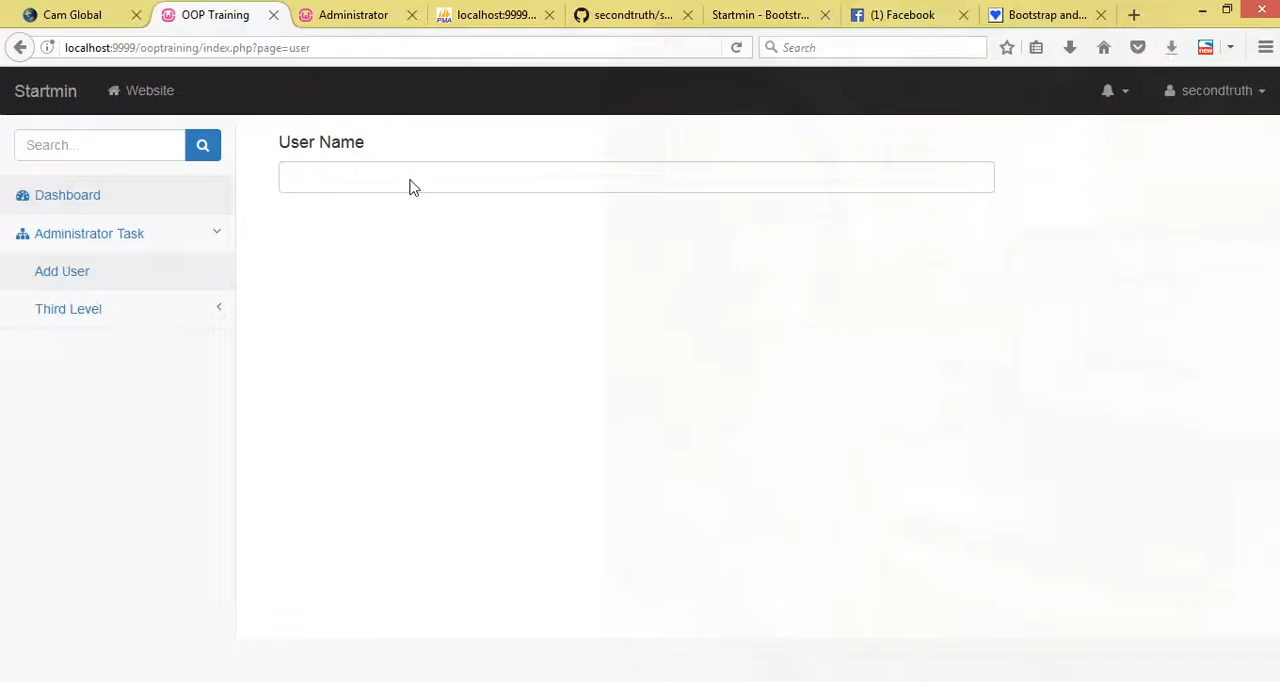 Cam Global
OOP Training
Administrator
localhost:9999...
secondtruth/s...
Startmin - Bootstr...
(1) Facebook
Bootstrap and...
localhost:9999/ooptraining/index.php?page=user
Search
new
Startmin
Website
secondtruth
Search...
User Name
Dashboard
Administrator Task
Add User
Third Level